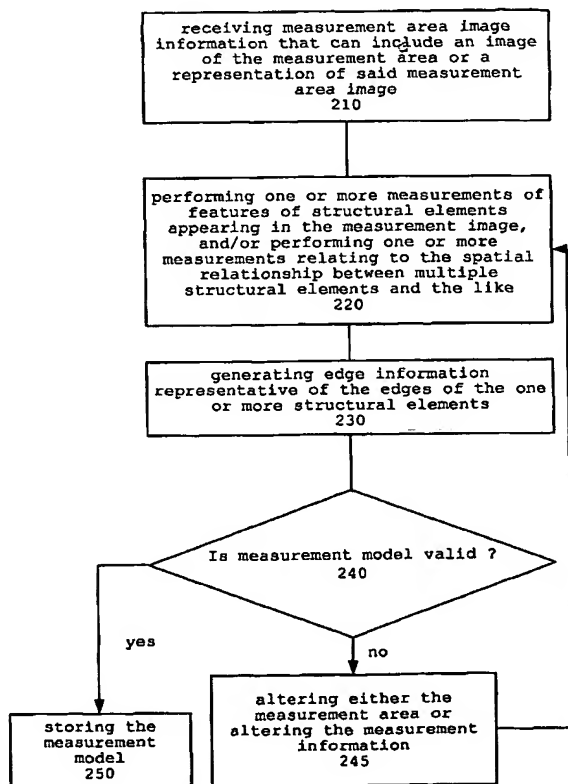 receiving measurement area image
information that can include an image
of the measurement area or a
representation of said measurement
area image
210
performing one or more measurements of
features of structural elements
appearing in the measurement image,
and/or performing one or more
measurements relating to the spatial
relationship between multiple
structural elements and the like
220
generating edge information
representative of the edges of the one
or more structural elements
230
Is measurement model valid ?
240
yes
no
storing the
measurement
model
250
altering either the
measurement area or
altering the measurement
information
245